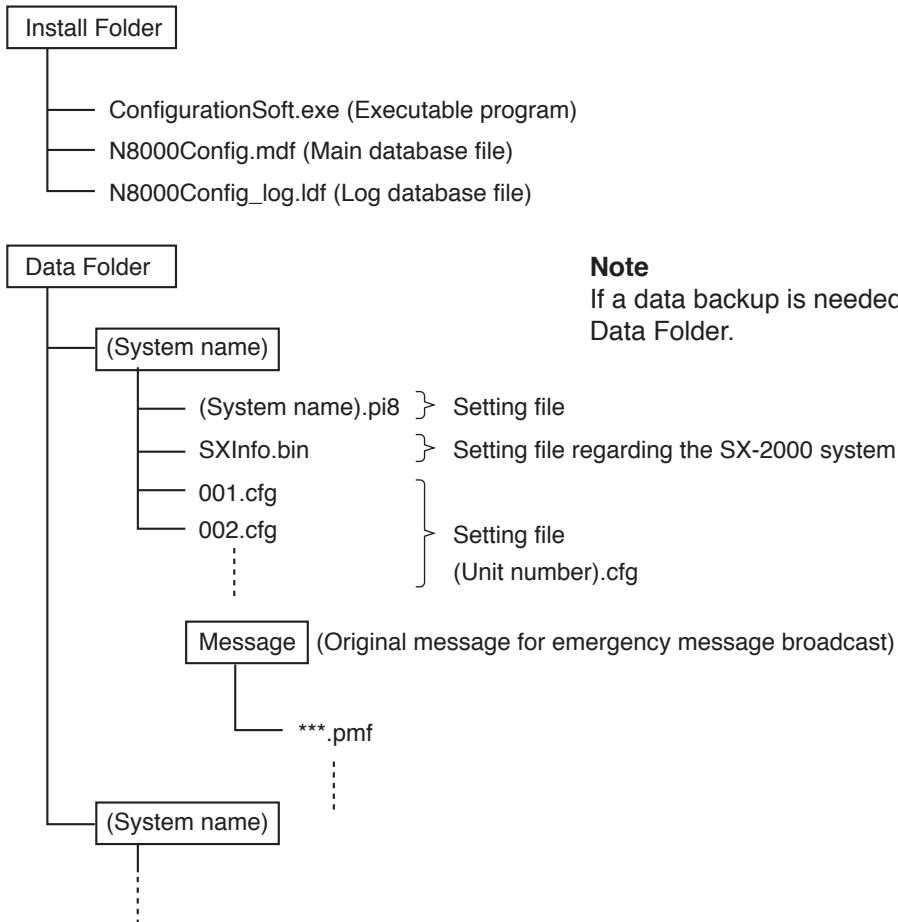 Install Folder
ConfigurationSoft.exe (Executable program)
N8000Config.mdf (Main database file)
N8000Config_log.ldf (Log database file)
Data Folder
Note
If a data backup is needed
Data Folder.
(System name)
(System name).pi8 Setting file
SXInfo.bin Setting file regarding the SX-2000 system
001.cfg
002.cfg
Setting file
(Unit number).cfg
Message (Original message for emergency message broadcast)
***.pmf
(System name)